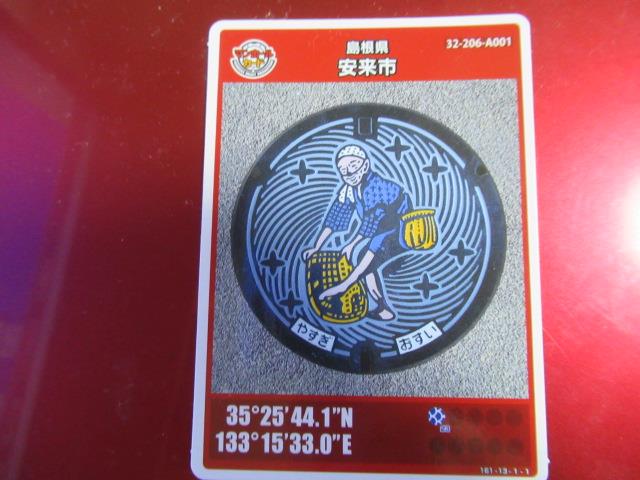 マンホール
カード
島根県
安来市
32-206-A001
やすぎ
おすい
35°25'44.1"N
133°15'33.0"E
161-13-1-1